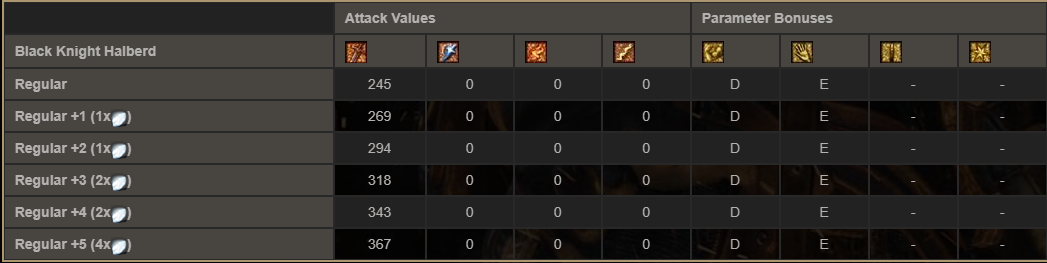 Attack Values Parameter Bonuses
Black Knight Halberd
Regular 245 0 0 0 D E - -
Regular +1 (1x) 269 0 0 0 D E - -
Regular +2 (1x) 294 0 0 0 D E - -
Regular +3 (2x) 318 0 0 0 D E - -
Regular +4 (2x) 343 0 0 0 D E - -
Regular +5 (4x) 367 0 0 0 D E - -